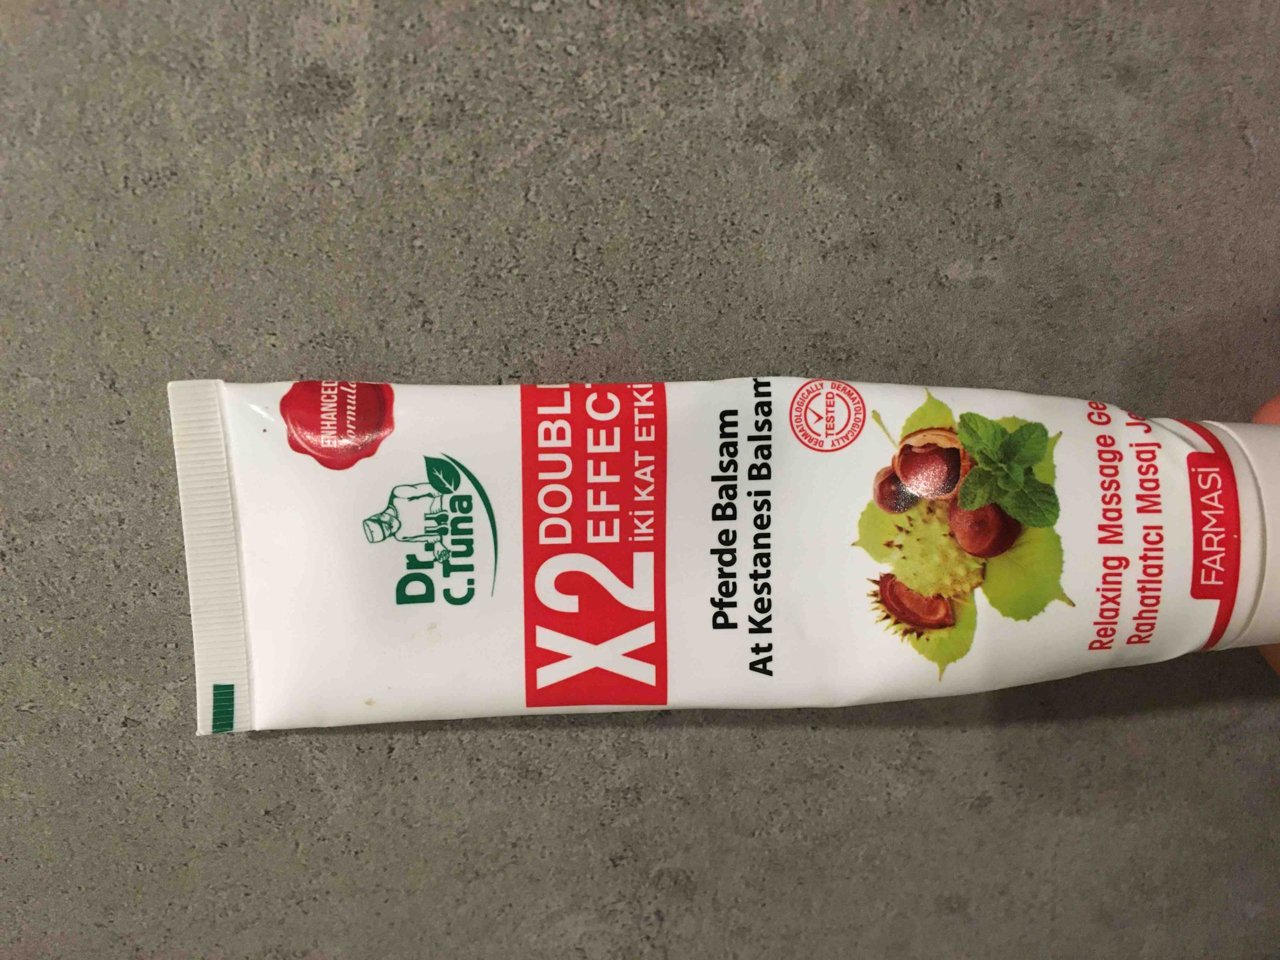 ENHANCED
formula
Dr.
C.Tuna
X2 DOUBL
EFFEC
İKİ KAT ETKİ
Pferde Balsam
At Kestanesi Balsam
DERMATOLOGICALLY
TESTED
DERMATOLOGICALLY
Relaxing Massage Ge
Rahatlatıcı Masaj J
FARMASİ